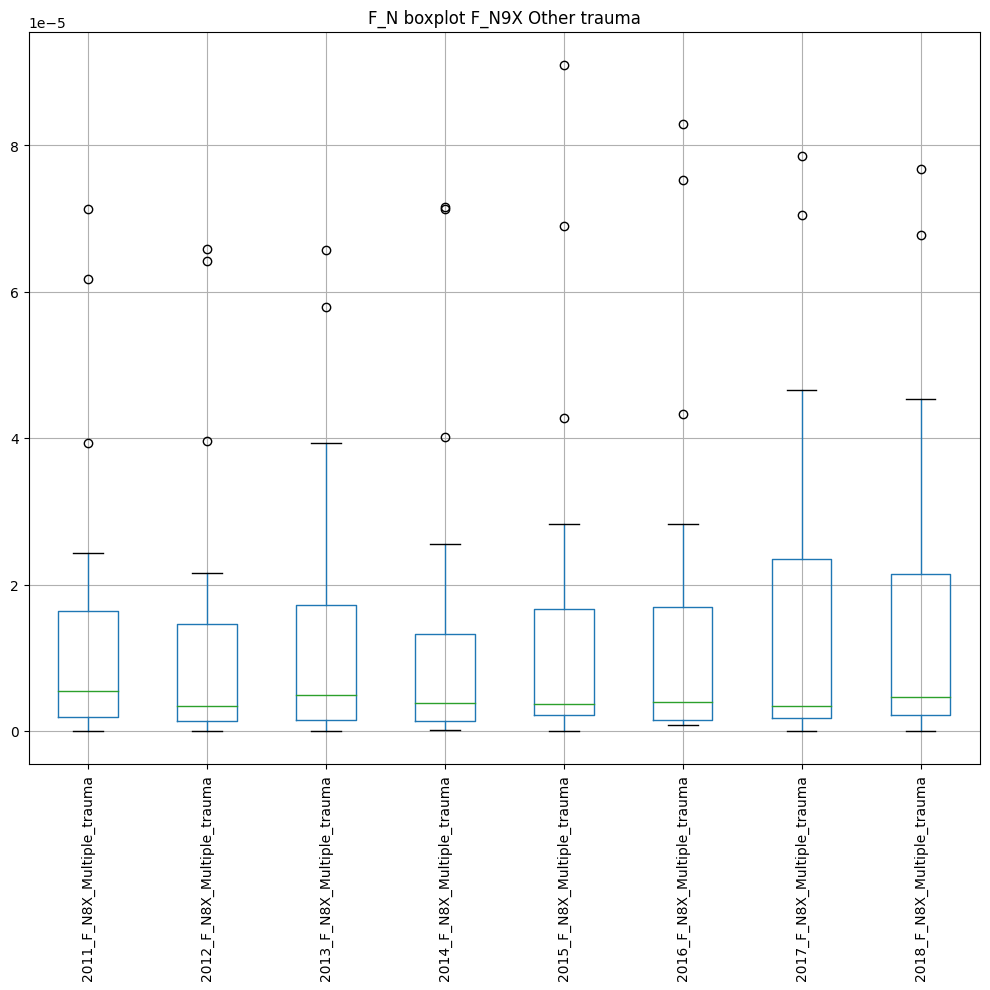 F_N boxplot F_N9X Other trauma
1e−5
8
6
4
2
0
2011_F_N8X_Multiple_trauma
2012_F_N8X_Multiple_trauma
2013_F_N8X_Multiple_trauma
2014_F_N8X_Multiple_trauma
2015_F_N8X_Multiple_trauma
2016_F_N8X_Multiple_trauma
2017_F_N8X_Multiple_trauma
2018_F_N8X_Multiple_trauma